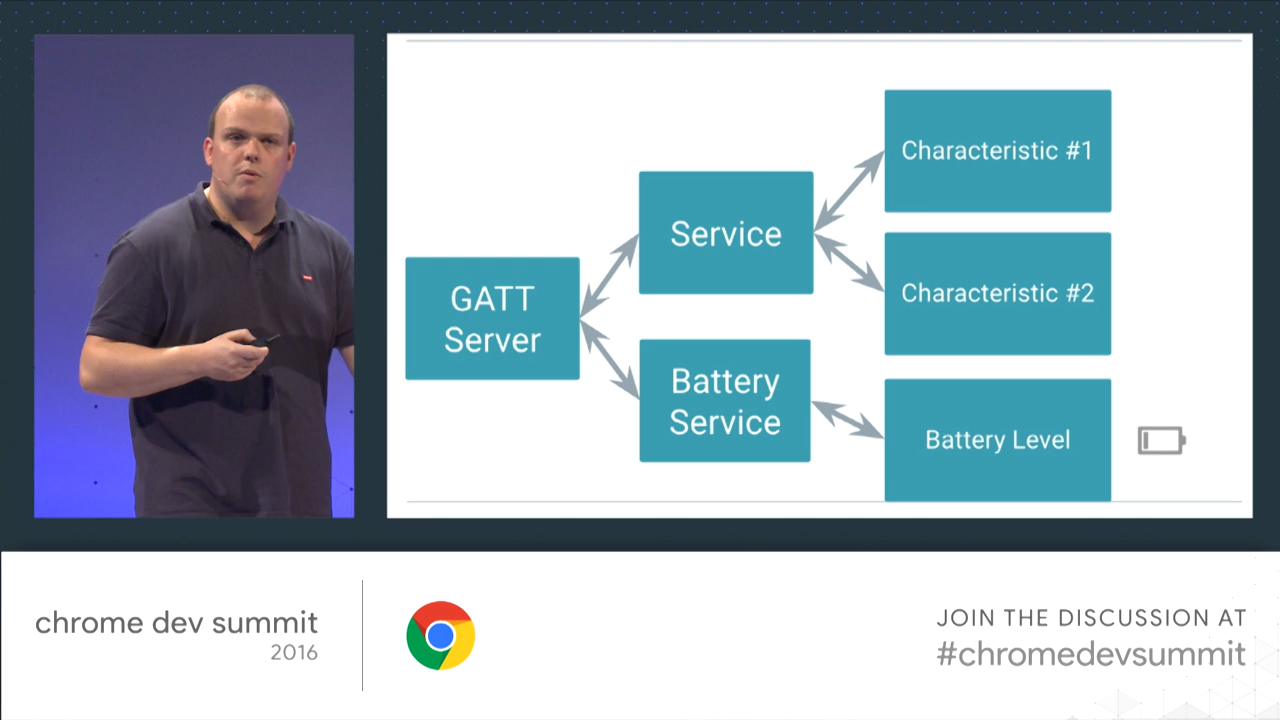 GATT
Server
Service
Battery
Service
Characteristic #1
Characteristic #2
Battery Level
chrome dev summit
2016
JOIN THE DISCUSSION AT
#chromedevsummit